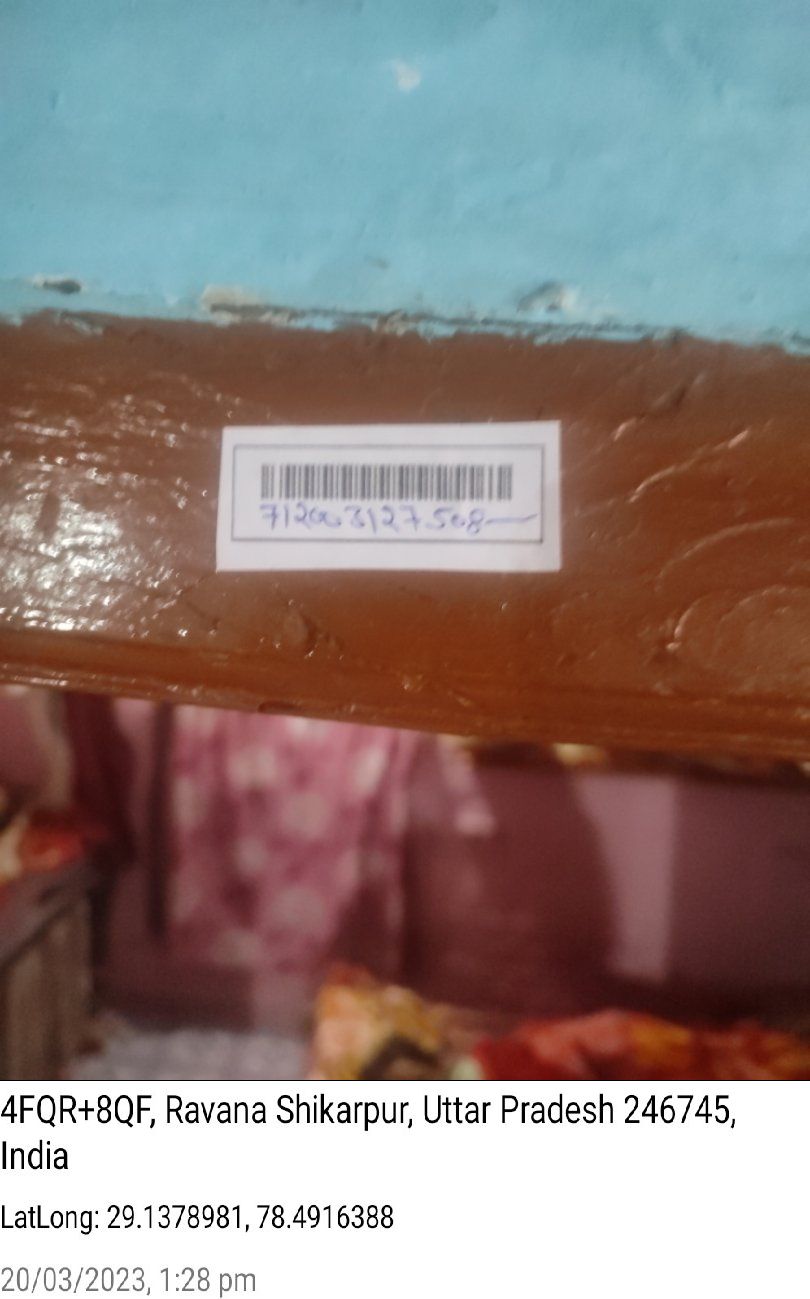 712003127508
4FQR+8QF, Ravana Shikarpur, Uttar Pradesh 246745,
India
LatLong: 29.1378981, 78.4916388
20/03/2023, 1:28 pm